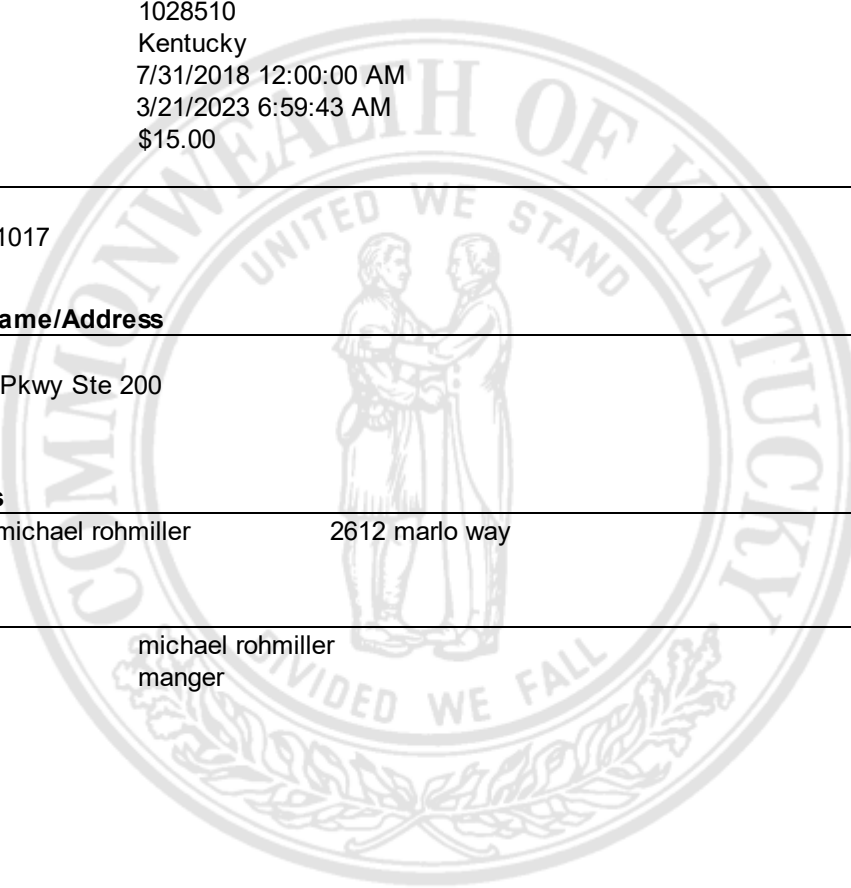 1028510
Kentucky
7/31/2018 12:00:00 AM
3/21/2023 6:59:43 AM
$15.00
1017
ame/Address
Pkwy Ste 200
s
michael rohmiller 2612 marlo way
michael rohmiller
manger
COMMONWEALTH OF KENTUCKY
UNITED WE STAND
DIVIDED WE FALL